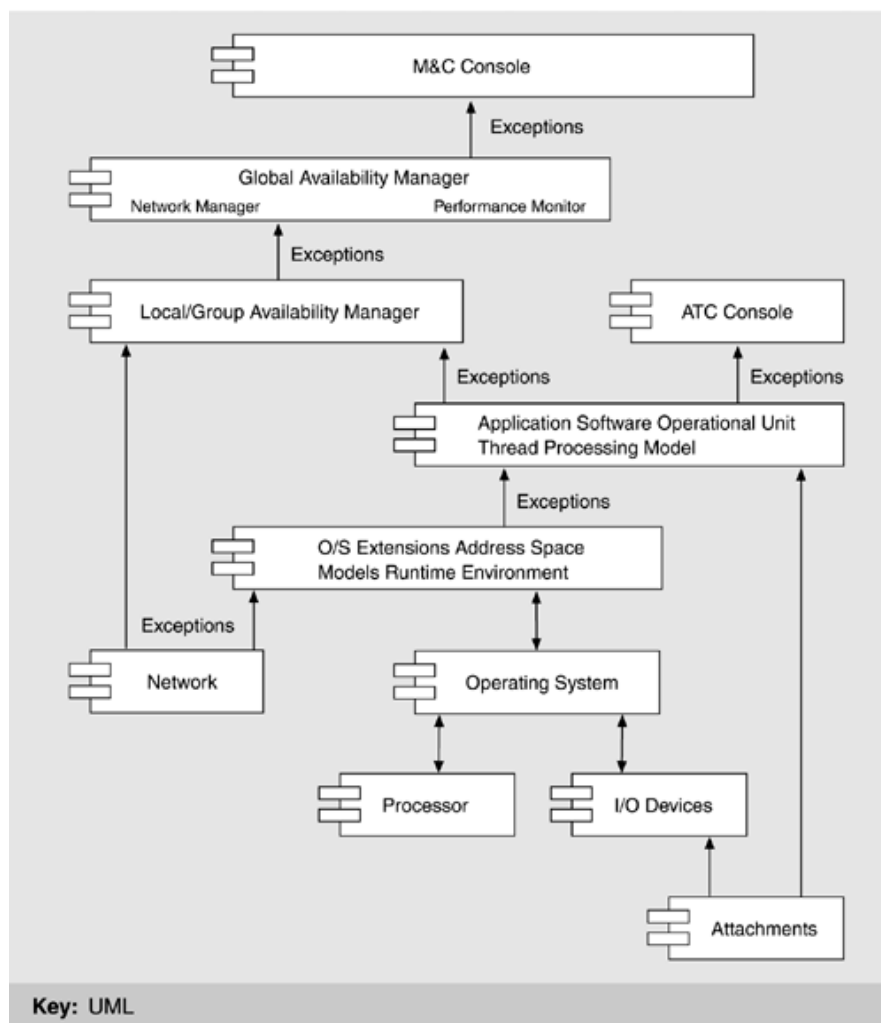 M&C Console
Exceptions
Global Availability Manager
Network Manager
Performance Monitor
Exceptions
Local/Group Availability Manager
ATC Console
Exceptions
Exceptions
Application Software Operational Unit
Thread Processing Model
Exceptions
O/S Extensions Address Space
Models Runtime Environment
Exceptions
Network
Operating System
Processor
I/O Devices
Attachments
Key: UML